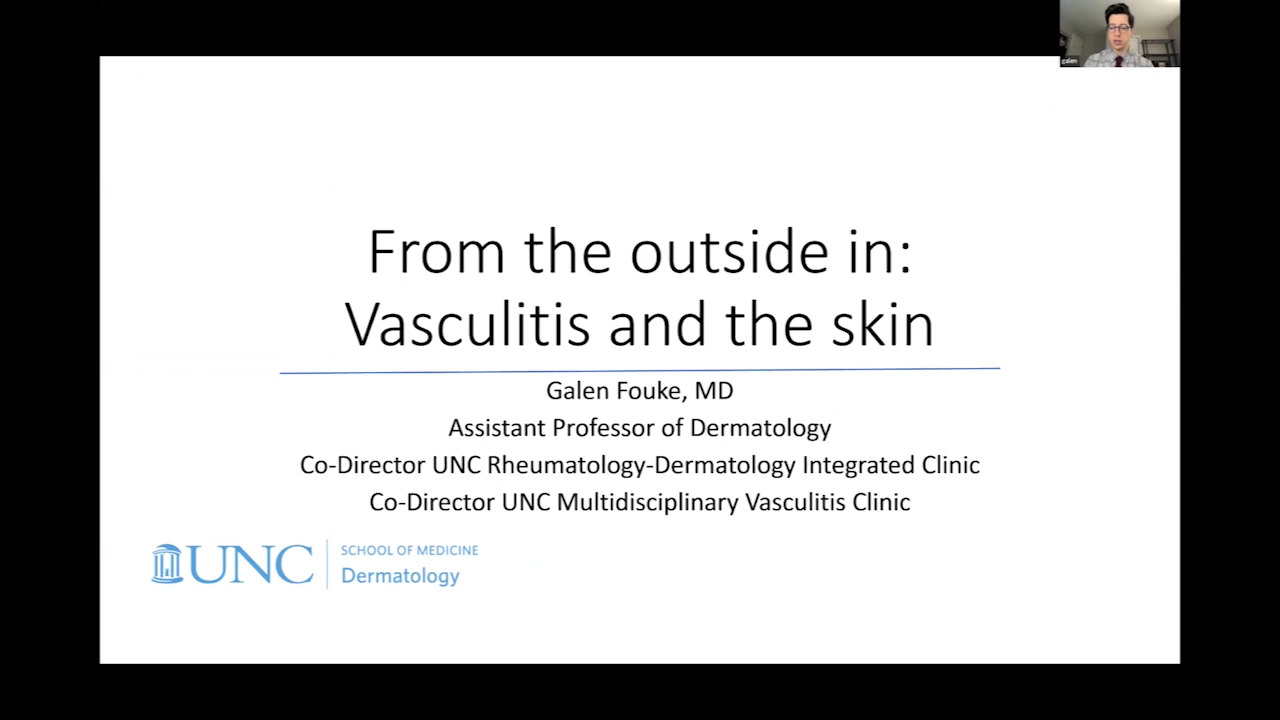 galen
From the outside in:
Vasculitis and the skin
Galen Fouke, MD
Assistant Professor of Dermatology
Co-Director UNC Rheumatology-Dermatology Integrated Clinic
Co-Director UNC Multidisciplinary Vasculitis Clinic
UNC
SCHOOL OF MEDICINE
Dermatology